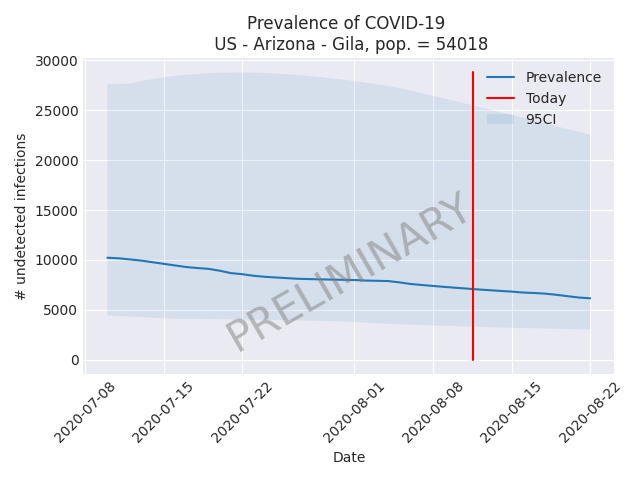 Prevalence of COVID-19
US - Arizona - Gila, pop. = 54018
30000
25000
20000
15000
10000
5000
0
# undetected infections
Prevalence
Today
95CI
PRELIMINARY
2020-07-08
2020-07-15
2020-07-22
2020-08-01
2020-08-08
2020-08-15
2020-08-22
Date